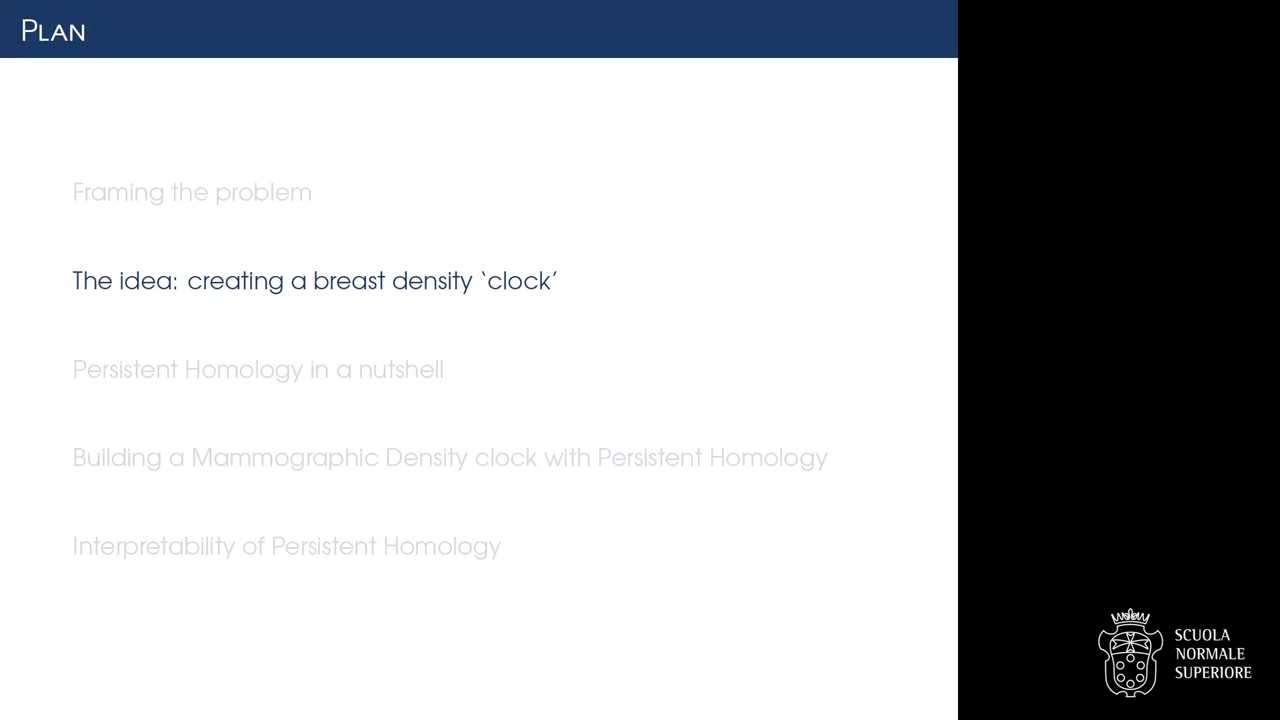 Plan
Framing the problem
The idea: creating a breast density ‘clock’
Persistent Homology in a nutshell
Building a Mammographic Density clock with Persistent Homology
Interpretability of Persistent Homology
SCUOLA
NORMALE
SUPERIORE